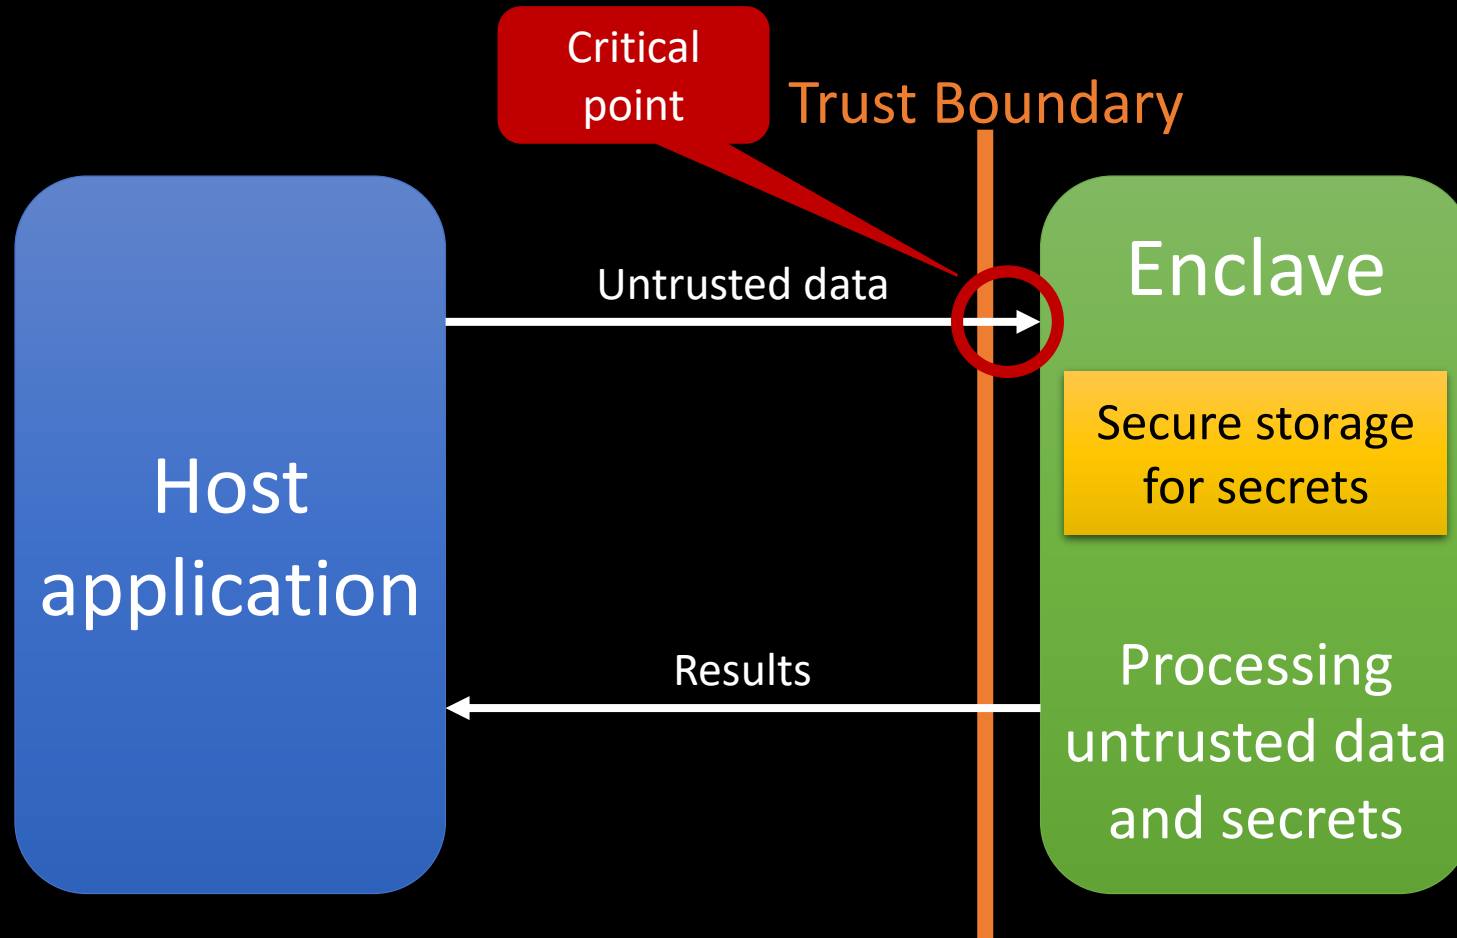 Critical
point
Trust Boundary
Untrusted data
Enclave
Secure storage
for secrets
Host
application
Results
Processing
untrusted data
and secrets